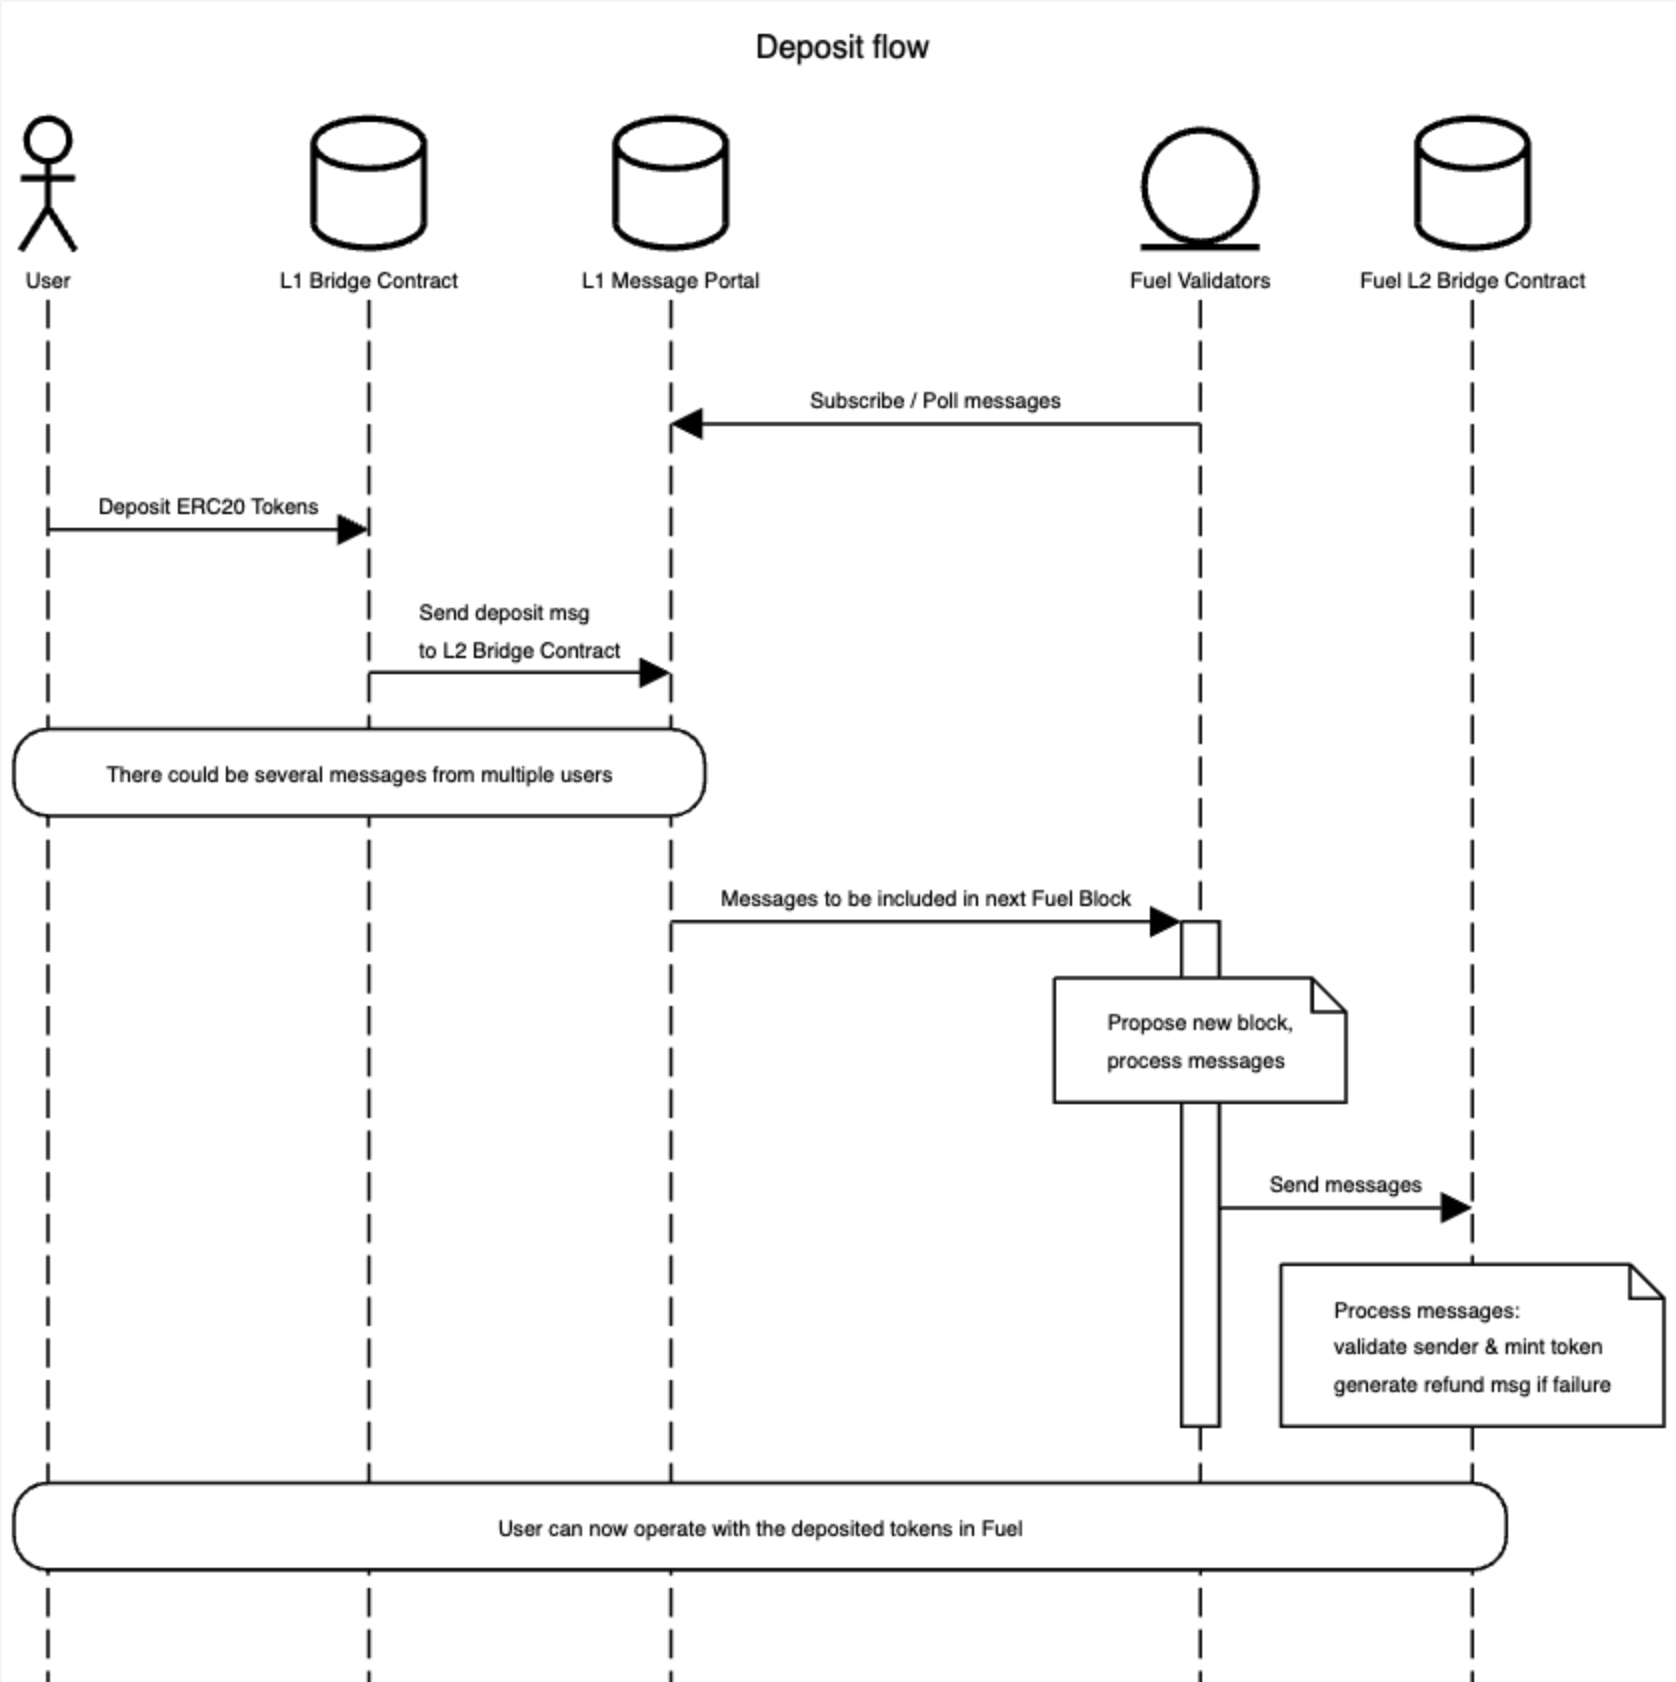 Deposit flow
User
L1 Bridge Contract
L1 Message Portal
Fuel Validators
Fuel L2 Bridge Contract
Subscribe / Poll messages
Deposit ERC20 Tokens
Send deposit msg
to L2 Bridge Contract
There could be several messages from multiple users
Messages to be included in next Fuel Block
Propose new block,
process messages
Send messages
Process messages:
validate sender & mint token
generate refund msg if failure
User can now operate with the deposited tokens in Fuel